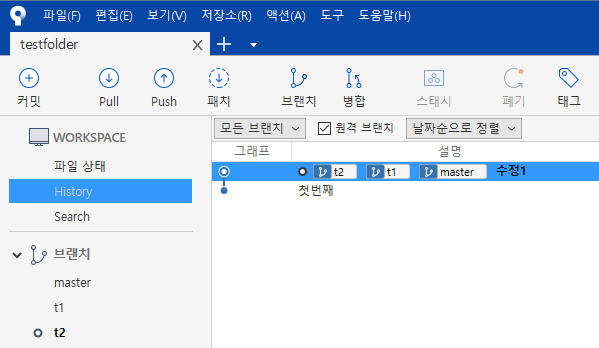 파일(F) 편집(E) 보기(V) 저장소(R) 액션(A) 도구 도움말(H)
testfolder
커밋 Pull Push 패치 브랜치 병합 스태시 폐기 태그
WORKSPACE
파일 상태
History
Search
브랜치
master
t1
t2
모든 브랜치 원격 브랜치 날짜순으로 정렬
그래프 설명
t2 t1 master 수정1
첫번째